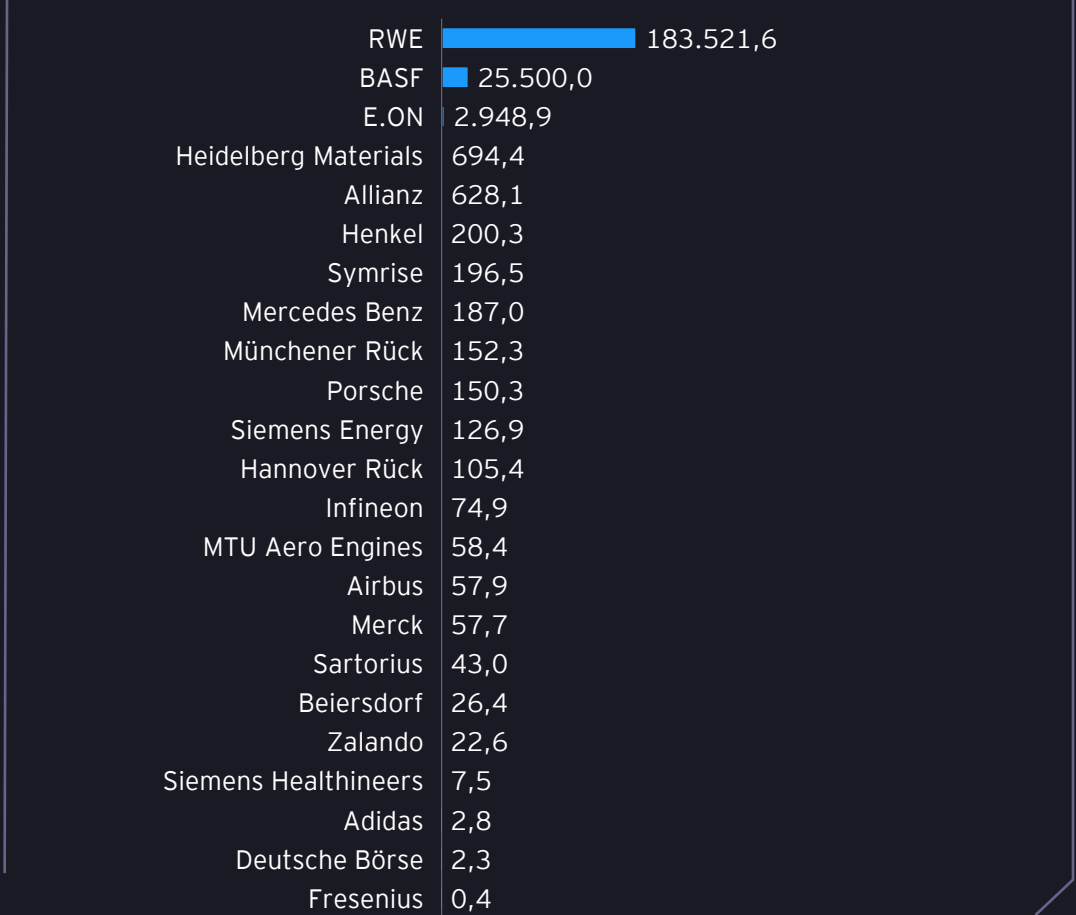 RWE 183.521,6
BASF 25.500,0
E.ON 2.948,9
Heidelberg Materials 694,4
Allianz 628,1
Henkel 200,3
Symrise 196,5
Mercedes Benz 187,0
Münchener Rück 152,3
Porsche 150,3
Siemens Energy 126,9
Hannover Rück 105,4
Infineon 74,9
MTU Aero Engines 58,4
Airbus 57,9
Merck 57,7
Sartorius 43,0
Beiersdorf 26,4
Zalando 22,6
Siemens Healthineers 7,5
Adidas 2,8
Deutsche Börse 2,3
Fresenius 0,4